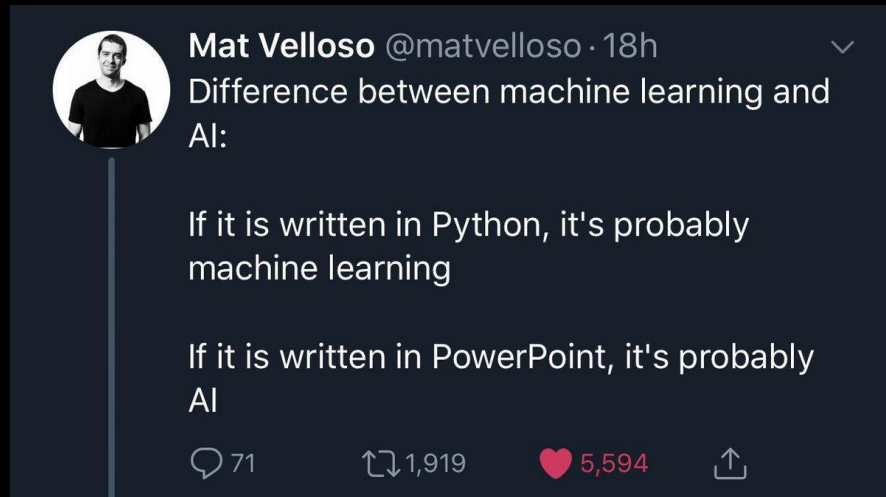 Mat Velloso @matvelloso · 18h
Difference between machine learning and
AI:
If it is written in Python, it's probably
machine learning
If it is written in PowerPoint, it's probably
AI
71 1,919 5,594